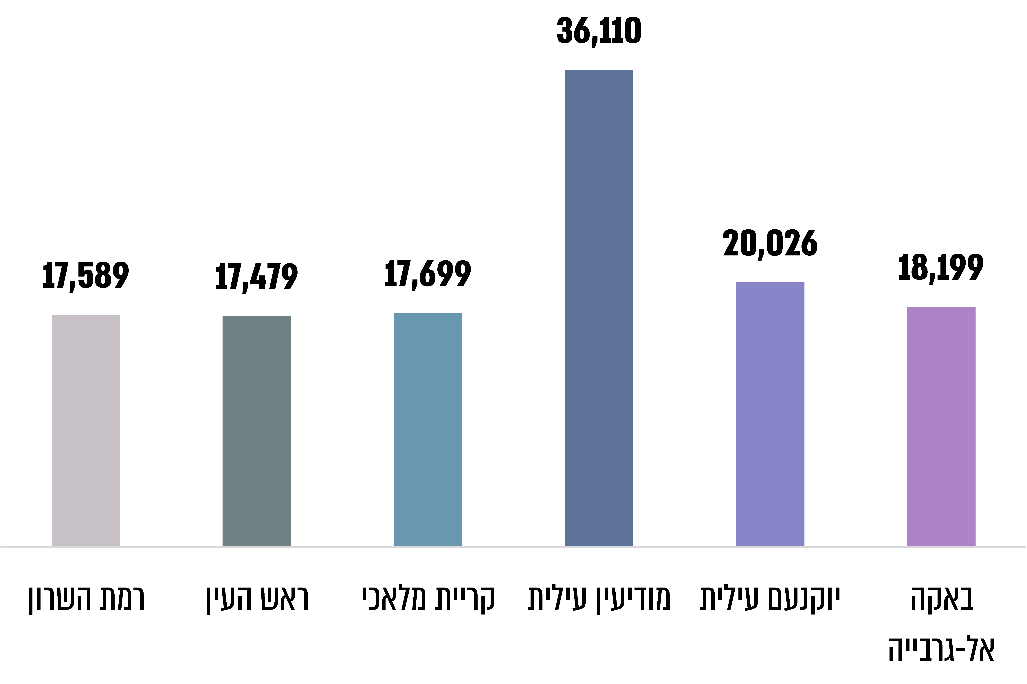 36,110
20,026
18,199
17,699
17,479
17,589
באקה
אל-גרבייה
יוקנעם עילית
מודיעין עילית
קריית מלאכי
ראש העין
רמת השרון